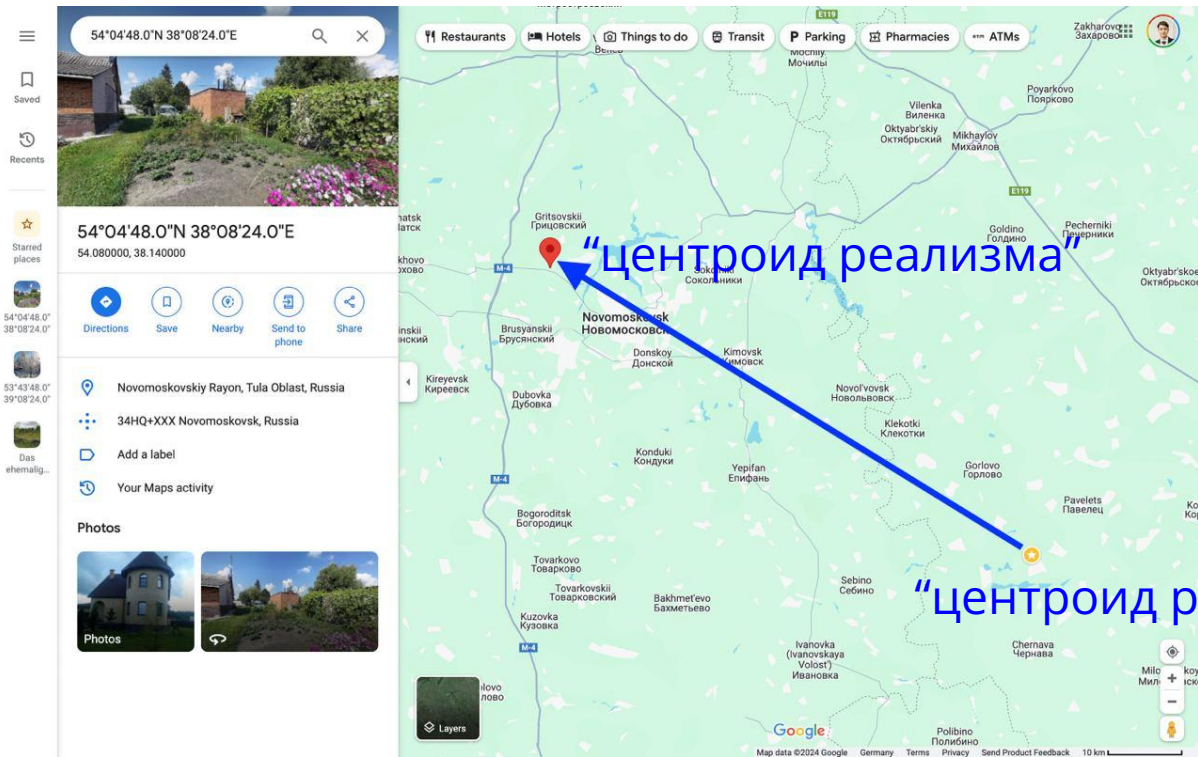 54°04'48.0"N 38°08'24.0"E
Saved
Recents
Starred
places
54°04'48.0"
38°08'24.0"
53°43'48.0"
39°08'24.0"
Das
ehemalig...
54°04'48.0"N 38°08'24.0"E
54.080000, 38.140000
Directions
Save
Nearby
Send to
phone
Share
Novomoskovskiy Rayon, Tula Oblast, Russia
34HQ+XXX Novomoskovsk, Russia
Add a label
Your Maps activity
Photos
Photos
Restaurants
Hotels
Things to do
Transit
Parking
Pharmacies
ATMs
E119
Zakharovo
Захарово
Мочилы
Poyarkovo
Поярково
Vilenka
Виленка
Oktyabr'skiy
Октябрьский
Mikhaylov
Михайлов
E119
Gritsovskii
Грицовский
Goldino
Голдино
Pecherniki
Печерники
"центроид реализма"
M-4
Сокольники
Novomoskovsk
Новомосковск
Brusyanskii
Брусянский
Donskoy
Донской
Kimovsk
Кимовск
Kireyevsk
Киреевск
Dubovka
Дубовка
Novol'vovsk
Новольвовск
Klekotki
Клекотки
Konduki
Кондуки
Yepifan
Епифань
Gorlovo
Горлово
M-4
Pavelets
Павелец
Bogoroditsk
Богородицк
Tovarkovo
Товарково
Tovarkovskii
Товарковский
Sebino
Себино
Bakhmet'evo
Бахметьево
"центроид р
Kuzovka
Кузовка
M-4
Ivanovka
(Ivanovskaya
Volost')
Ивановка
Chernava
Чернава
Layers
Google
Polibino
Полибино
Map data ©2024 Google Germany Terms Privacy Send Product Feedback 10 km